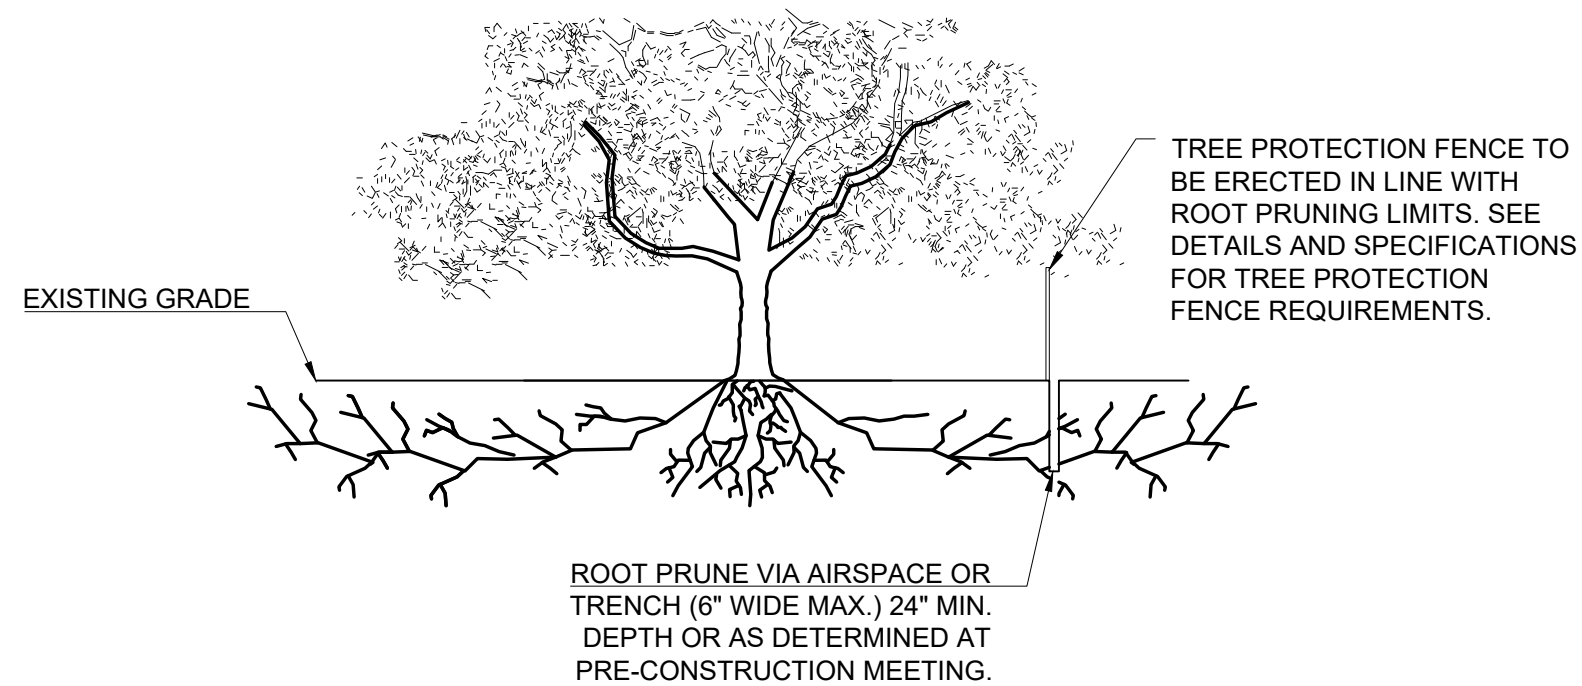 TREE PROTECTION FENCE TO
BE ERECTED IN LINE WITH
ROOT PRUNING LIMITS. SEE
DETAILS AND SPECIFICATIONS
FOR TREE PROTECTION
FENCE REQUIREMENTS.
EXISTING GRADE
ROOT PRUNE VIA AIRSPACE OR
TRENCH (6" WIDE MAX.) 24" MIN.
DEPTH OR AS DETERMINED AT
PRE-CONSTRUCTION MEETING.